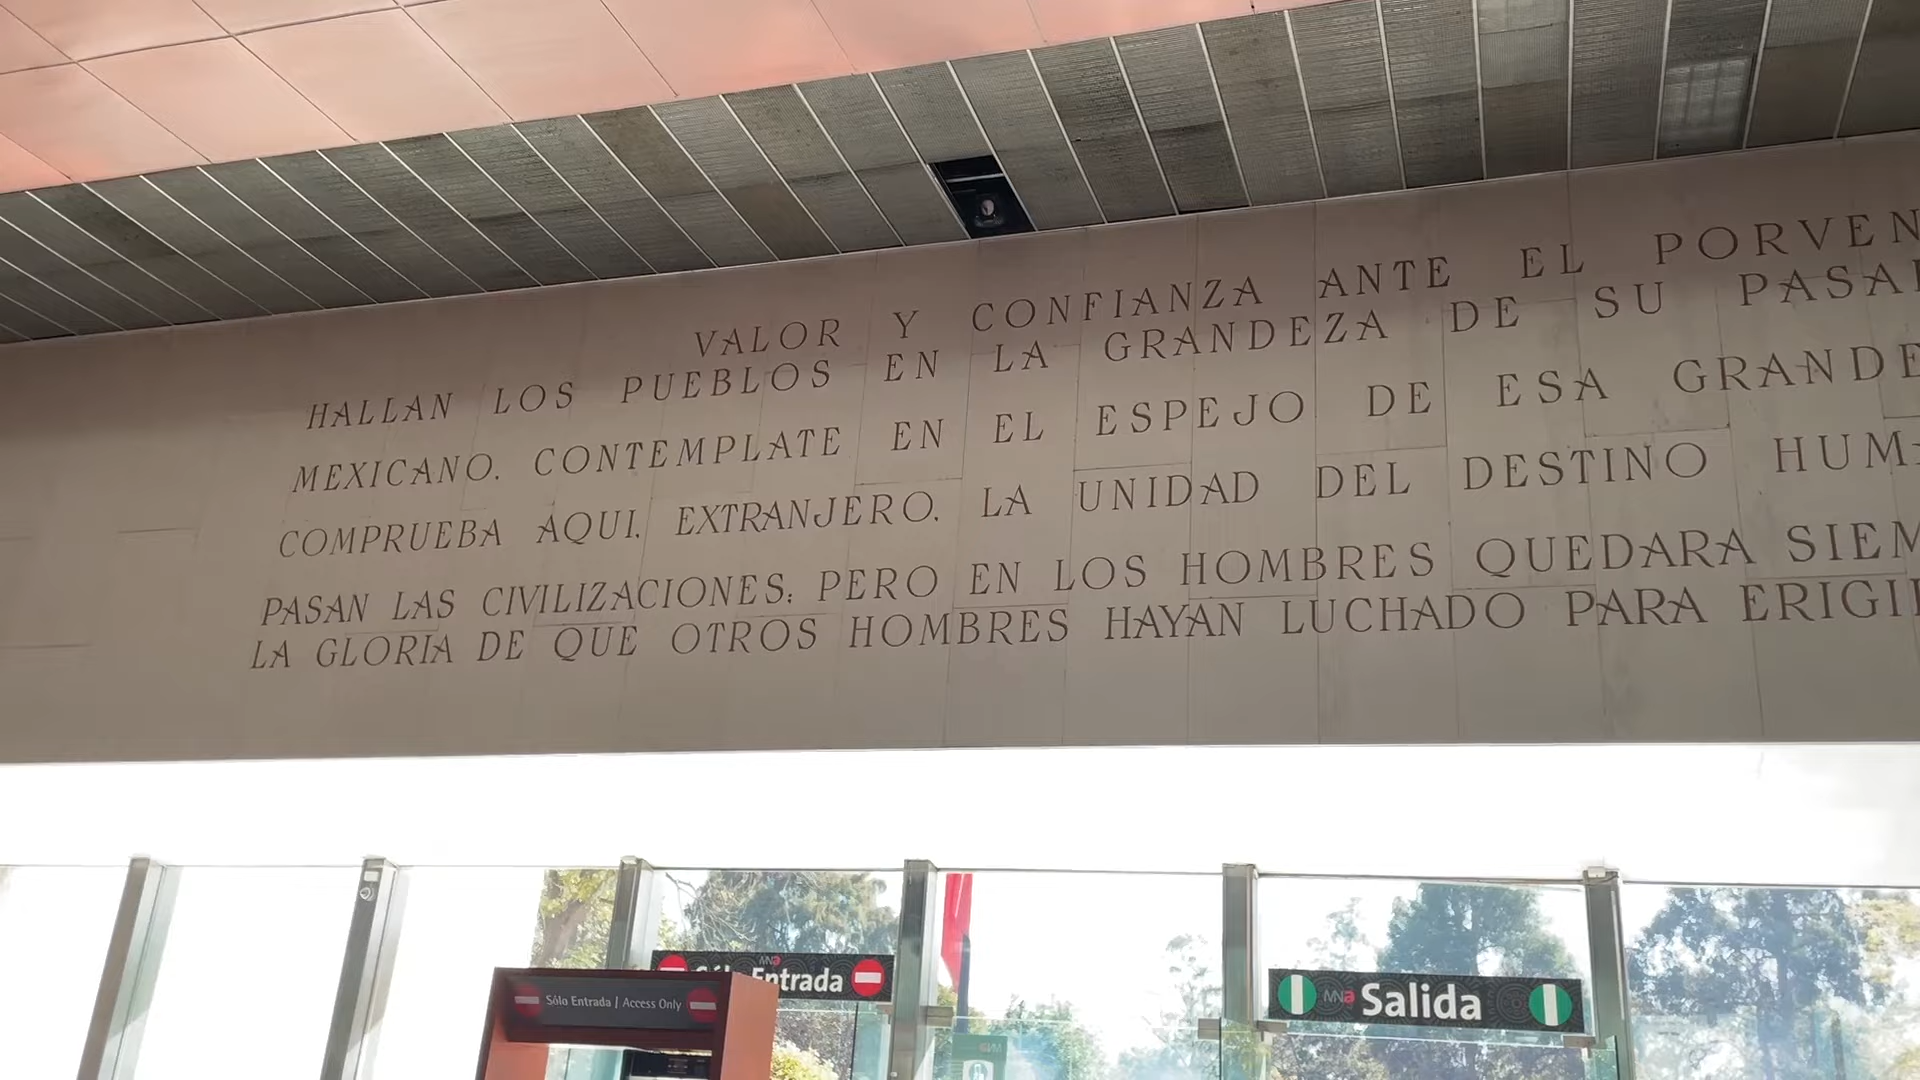 VALOR Y CONFIANZA ANTE EL PORVEN
HALLAN LOS PUEBLOS EN LA GRANDEZA DE SU PASA
MEXICANO. CONTEMPLATE EN EL ESPEJO DE ESA GRANDE
COMPRUEBA AQUI, EXTRANJERO, LA UNIDAD DEL DESTINO HUM
PASAN LAS CIVILIZACIONES; PERO EN LOS HOMBRES QUEDARA SIEM
LA GLORIA DE QUE OTROS HOMBRES HAYAN LUCHADO PARA ERIGI
MNA
Sólo Entrada
Sólo Entrada | Access Only
MNA Salida